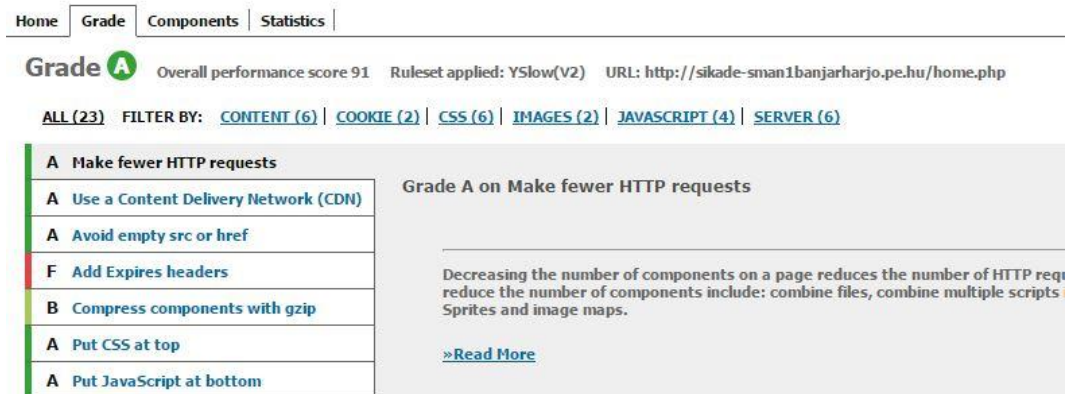 Home | Grade | Components | Statistics |
Grade A Overall performance score 91 Ruleset applied: YSlow(V2) URL: http://sikade-sman1banjarharjo.pe.hu/home.php
ALL (23) FILTER BY: CONTENT (6) | COOKIE (2) | CSS (6) | IMAGES (2) | JAVASCRIPT (4) | SERVER (6)
A Make fewer HTTP requests
A Use a Content Delivery Network (CDN)
A Avoid empty src or href
F Add Expires headers
B Compress components with gzip
A Put CSS at top
A Put JavaScript at bottom
Grade A on Make fewer HTTP requests
Decreasing the number of components on a page reduces the number of HTTP requ
reduce the number of components include: combine files, combine multiple scripts
Sprites and image maps.
»Read More